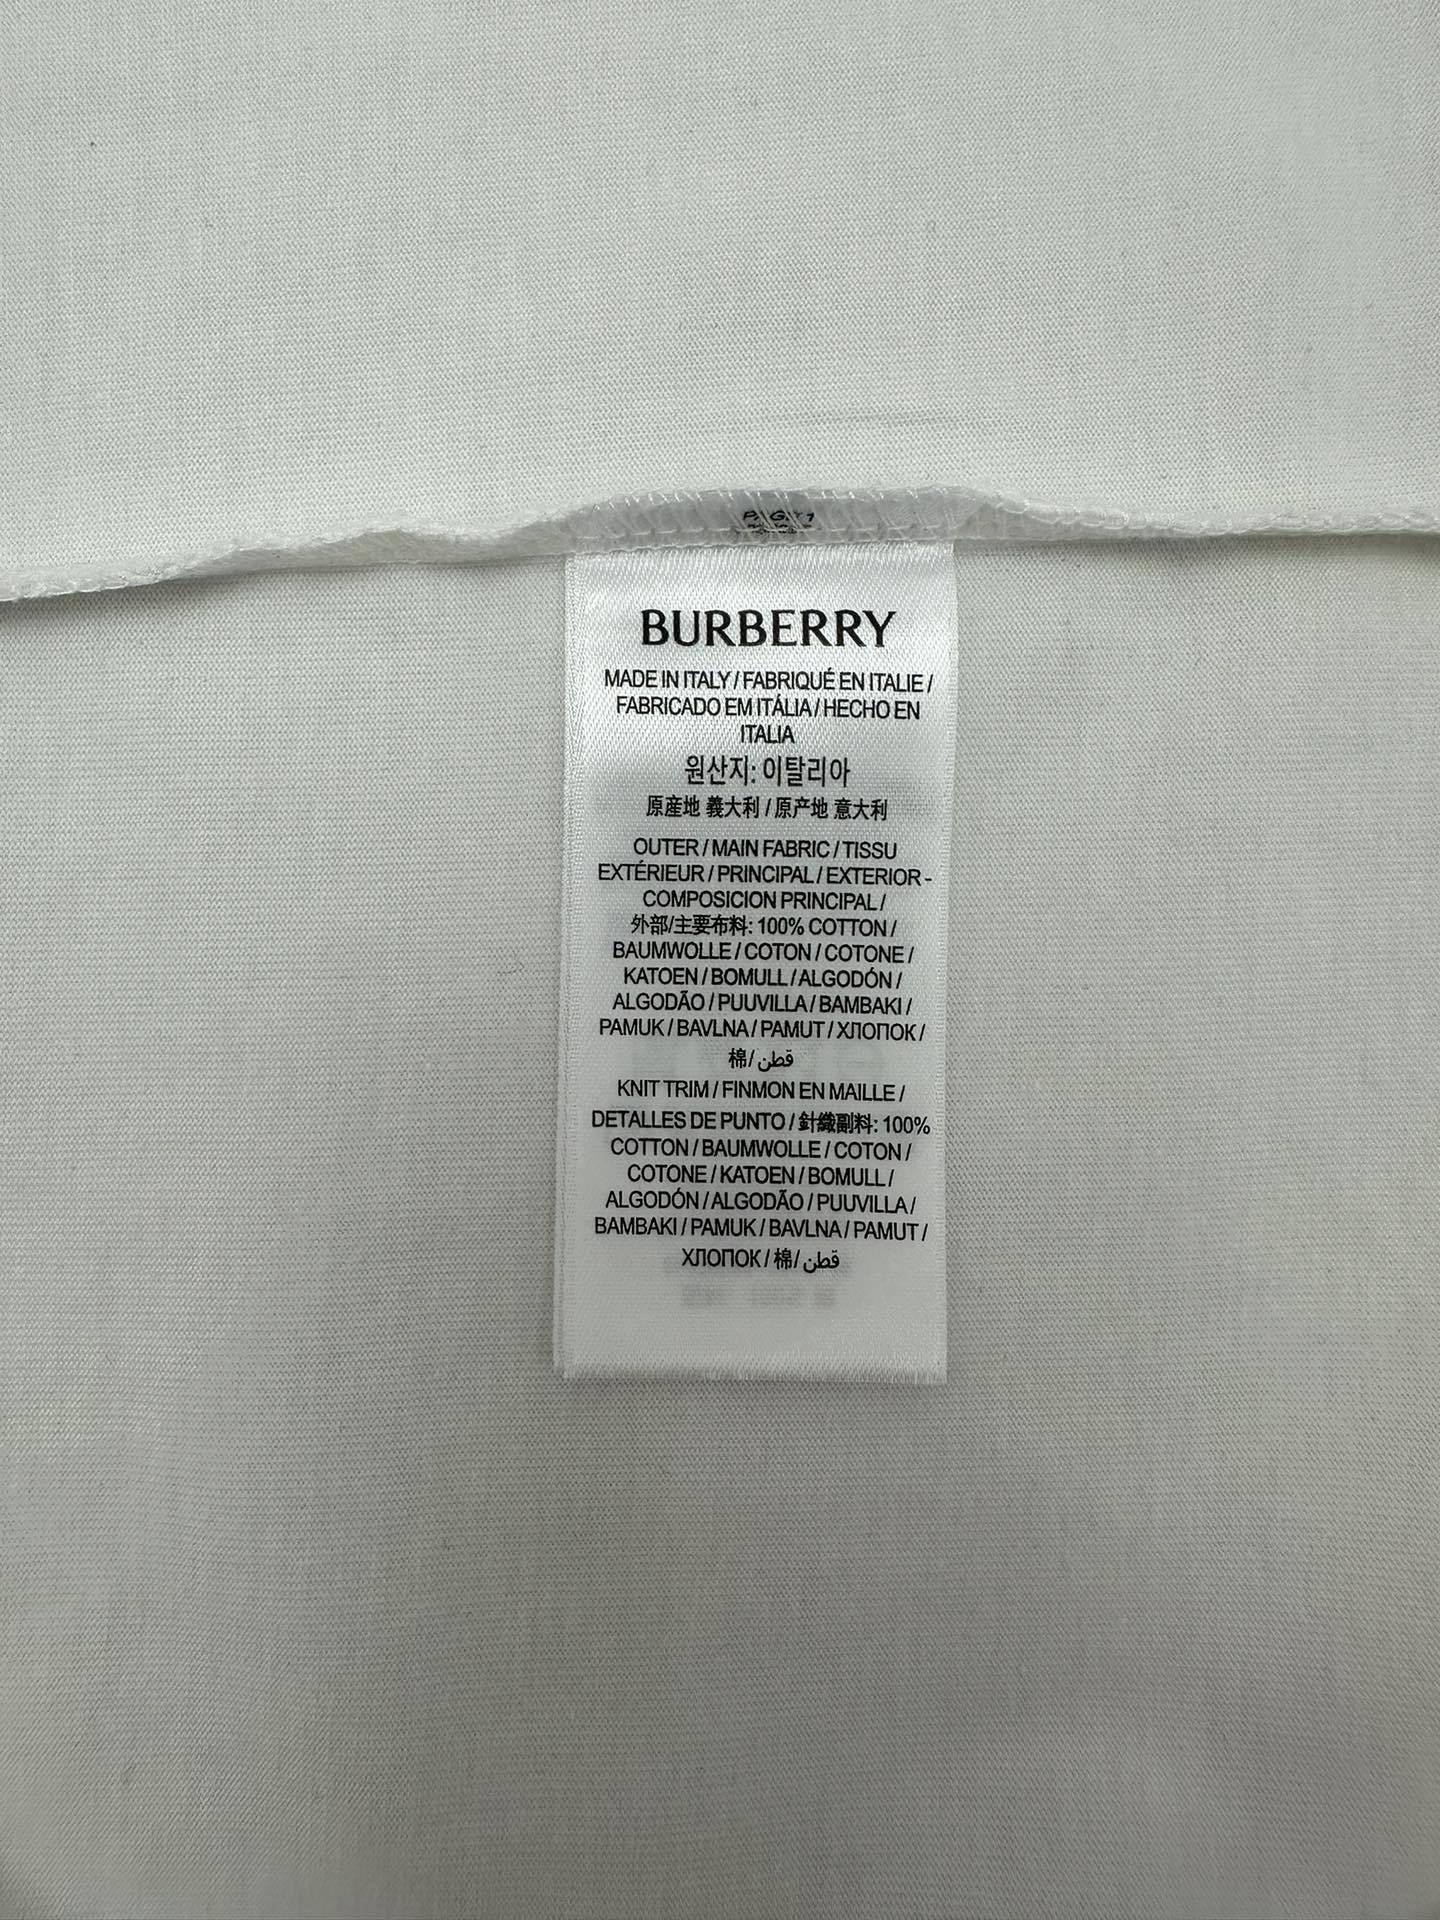 PAGE 1
BURBERRY
MADE IN ITALY / FABRIQUÉ EN ITALIE /
FABRICADO EM ITÁLIA / HECHO EN
ITALIA
원산지: 이탈리아
原産地 義大利 / 原产地 意大利
OUTER / MAIN FABRIC / TISSU
EXTÉRIEUR / PRINCIPAL / EXTERIOR -
COMPOSICION PRINCIPAL /
外部/主要布料: 100% COTTON /
BAUMWOLLE / COTON / COTONE /
KATOEN / BOMULL / ALGODÓN /
ALGODÃO / PUUVILLA / BAMBAKI /
PAMUK / BAVLNA / PAMUT / ХЛОПОК /
棉/ قطن
KNIT TRIM / FINMON EN MAILLE /
DETALLES DE PUNTO / 針織副料: 100%
COTTON / BAUMWOLLE / COTON /
COTONE / KATOEN / BOMULL /
ALGODÓN / ALGODÃO / PUUVILLA /
BAMBAKI / PAMUK / BAVLNA / PAMUT /
ХЛОПОК / 棉/ قطن